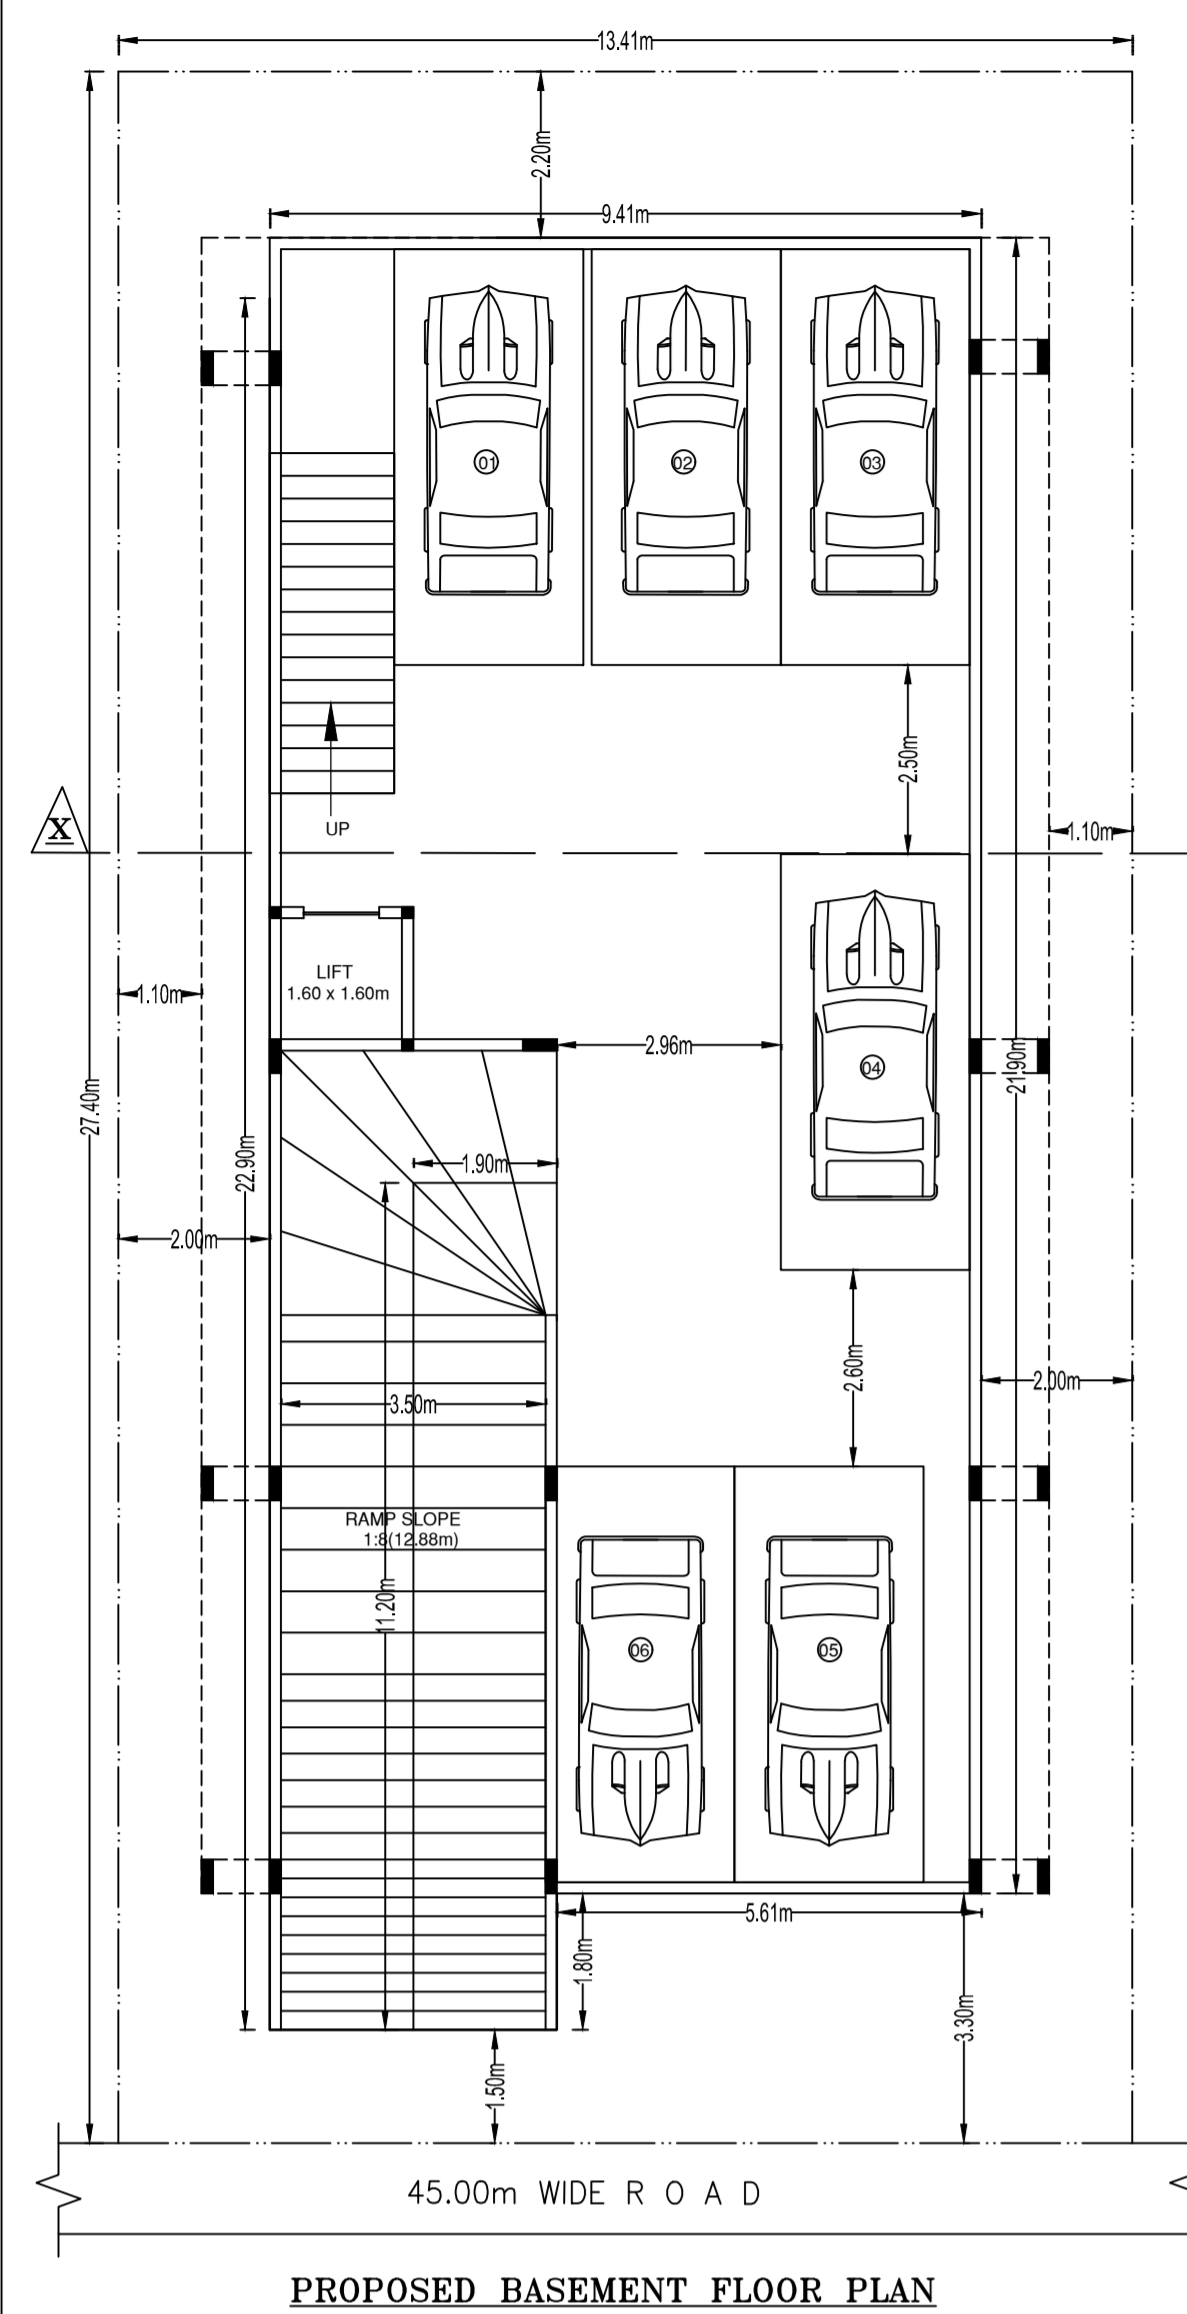 13.41m
2.20m
9.41m
01
02
03
2.50m
UP
X
1.10m
LIFT
1.60 x 1.60m
1.10m
2.96m
04
21.90m
27.40m
22.90m
1.90m
2.00m
2.60m
2.00m
3.50m
RAMP SLOPE
1:8(12.88m)
11.20m
06
05
5.61m
1.80m
3.30m
1.50m
45.00m WIDE R O A D
PROPOSED BASEMENT FLOOR PLAN